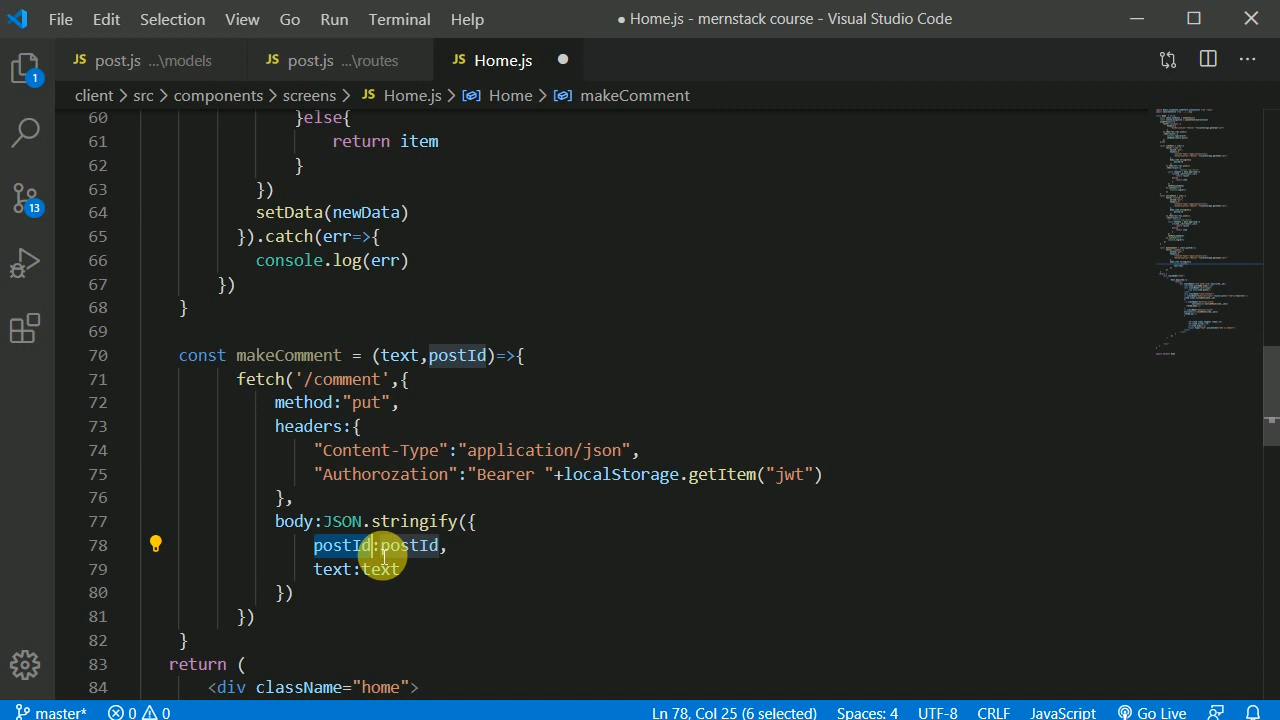 File Edit Selection View Go Run Terminal Help ● Home.js - mernstack course - Visual Studio Code
JS post.js ...\models JS post.js ...\routes JS Home.js
1
client > src > components > screens > JS Home.js > Home > makeComment
60 }else{
61 return item
62 }
63 })
64 setData(newData)
13
65 }).catch(err=>{
66 console.log(err)
67 })
68 }
69
70 const makeComment = (text,postId)=>{
71 fetch('/comment',{
72 method:"put",
73 headers:{
74 "Content-Type":"application/json",
75 "Authorozation":"Bearer "+localStorage.getItem("jwt")
76 },
77 body:JSON.stringify({
78 postId:postId,
79 text:text
80 })
81 })
82 }
83 return (
84 <div className="home">
master* 0 0 Ln 78, Col 25 (6 selected) Spaces: 4 UTF-8 CRLF JavaScript Go Live